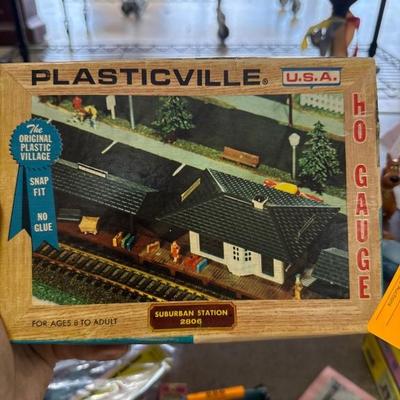 PLASTICVILLE® U.S.A.
HO GAUGE
The
ORIGINAL
PLASTIC
VILLAGE
SNAP
FIT
NO
GLUE
SUBURBAN STATION
2806
FOR AGES 8 TO ADULT